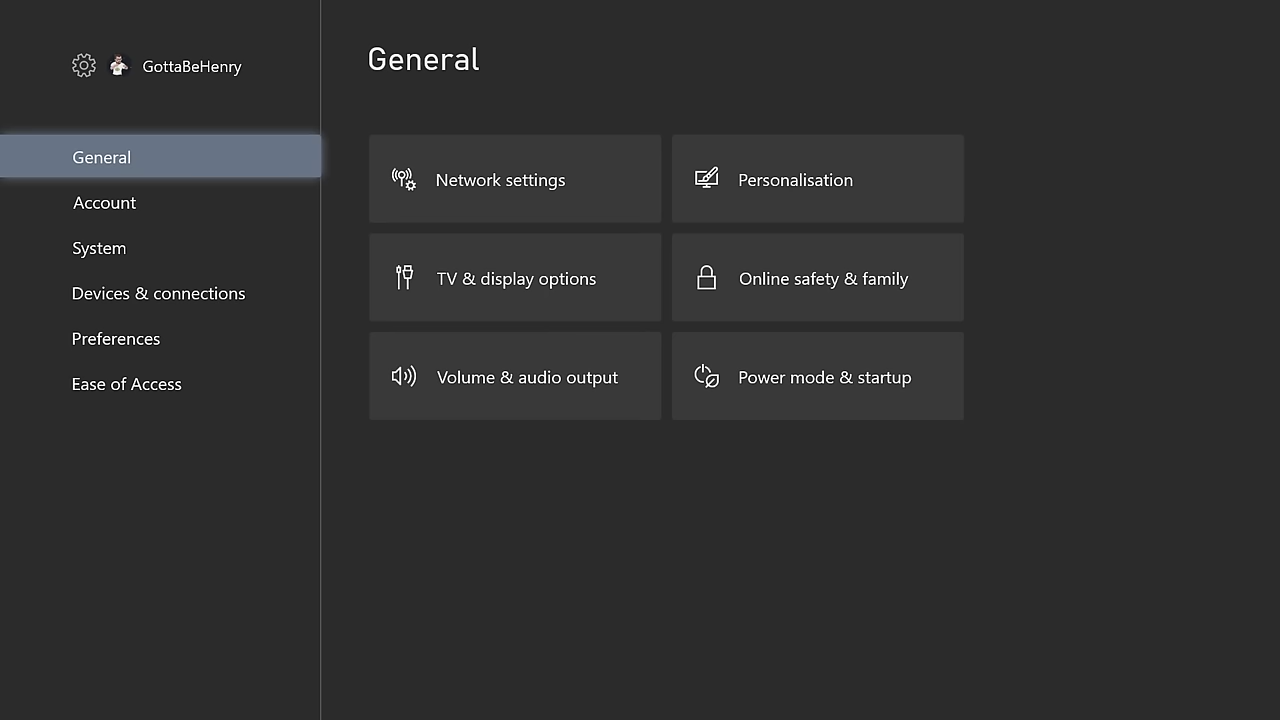 GottaBeHenry
General
Account
System
Devices & connections
Preferences
Ease of Access
General
Network settings
Personalisation
TV & display options
Online safety & family
Volume & audio output
Power mode & startup